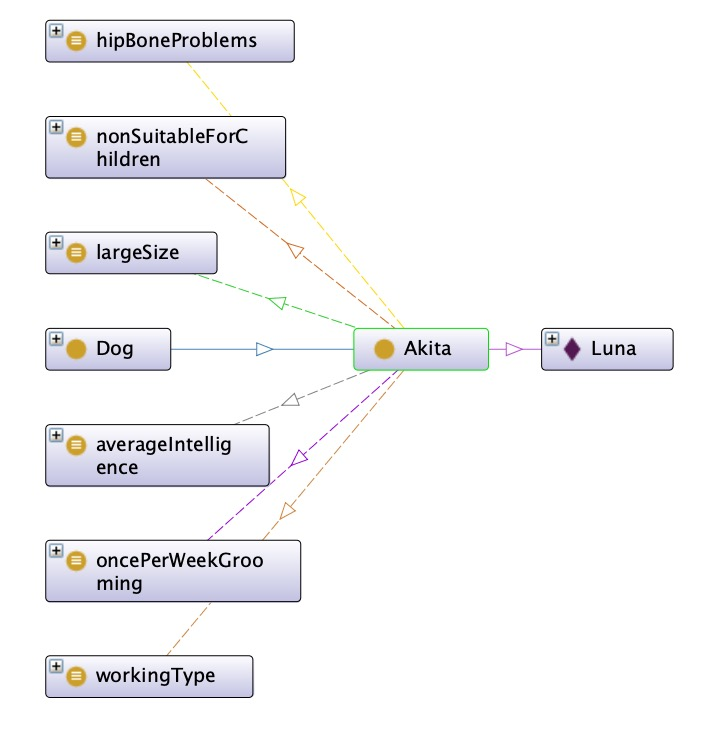 hipBoneProblems
nonSuitableForC
hildren
largeSize
Dog
Akita
Luna
averageIntellig
ence
oncePerWeekGroo
ming
workingType